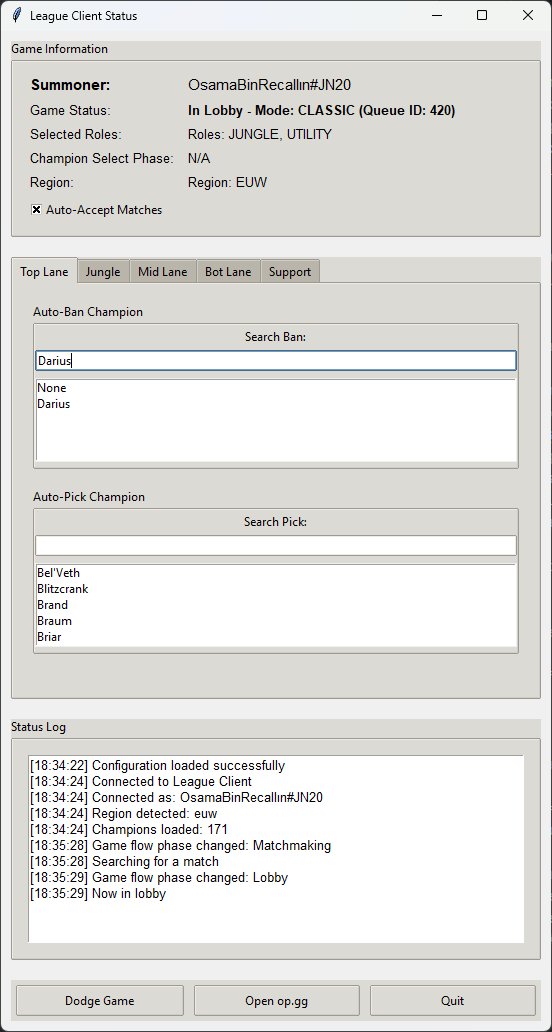 League Client Status
Game Information
Summoner: OsamaBinRecallın#JN20
Game Status: In Lobby - Mode: CLASSIC (Queue ID: 420)
Selected Roles: Roles: JUNGLE, UTILITY
Champion Select Phase: N/A
Region: Region: EUW
Auto-Accept Matches
Top Lane Jungle Mid Lane Bot Lane Support
Auto-Ban Champion
Search Ban:
Darius
None
Darius
Auto-Pick Champion
Search Pick:
Bel'Veth
Blitzcrank
Brand
Braum
Briar
Status Log
[18:34:22] Configuration loaded successfully
[18:34:24] Connected to League Client
[18:34:24] Connected as: OsamaBinRecallın#JN20
[18:34:24] Region detected: euw
[18:34:24] Champions loaded: 171
[18:35:28] Game flow phase changed: Matchmaking
[18:35:28] Searching for a match
[18:35:29] Game flow phase changed: Lobby
[18:35:29] Now in lobby
Dodge Game Open op.gg Quit